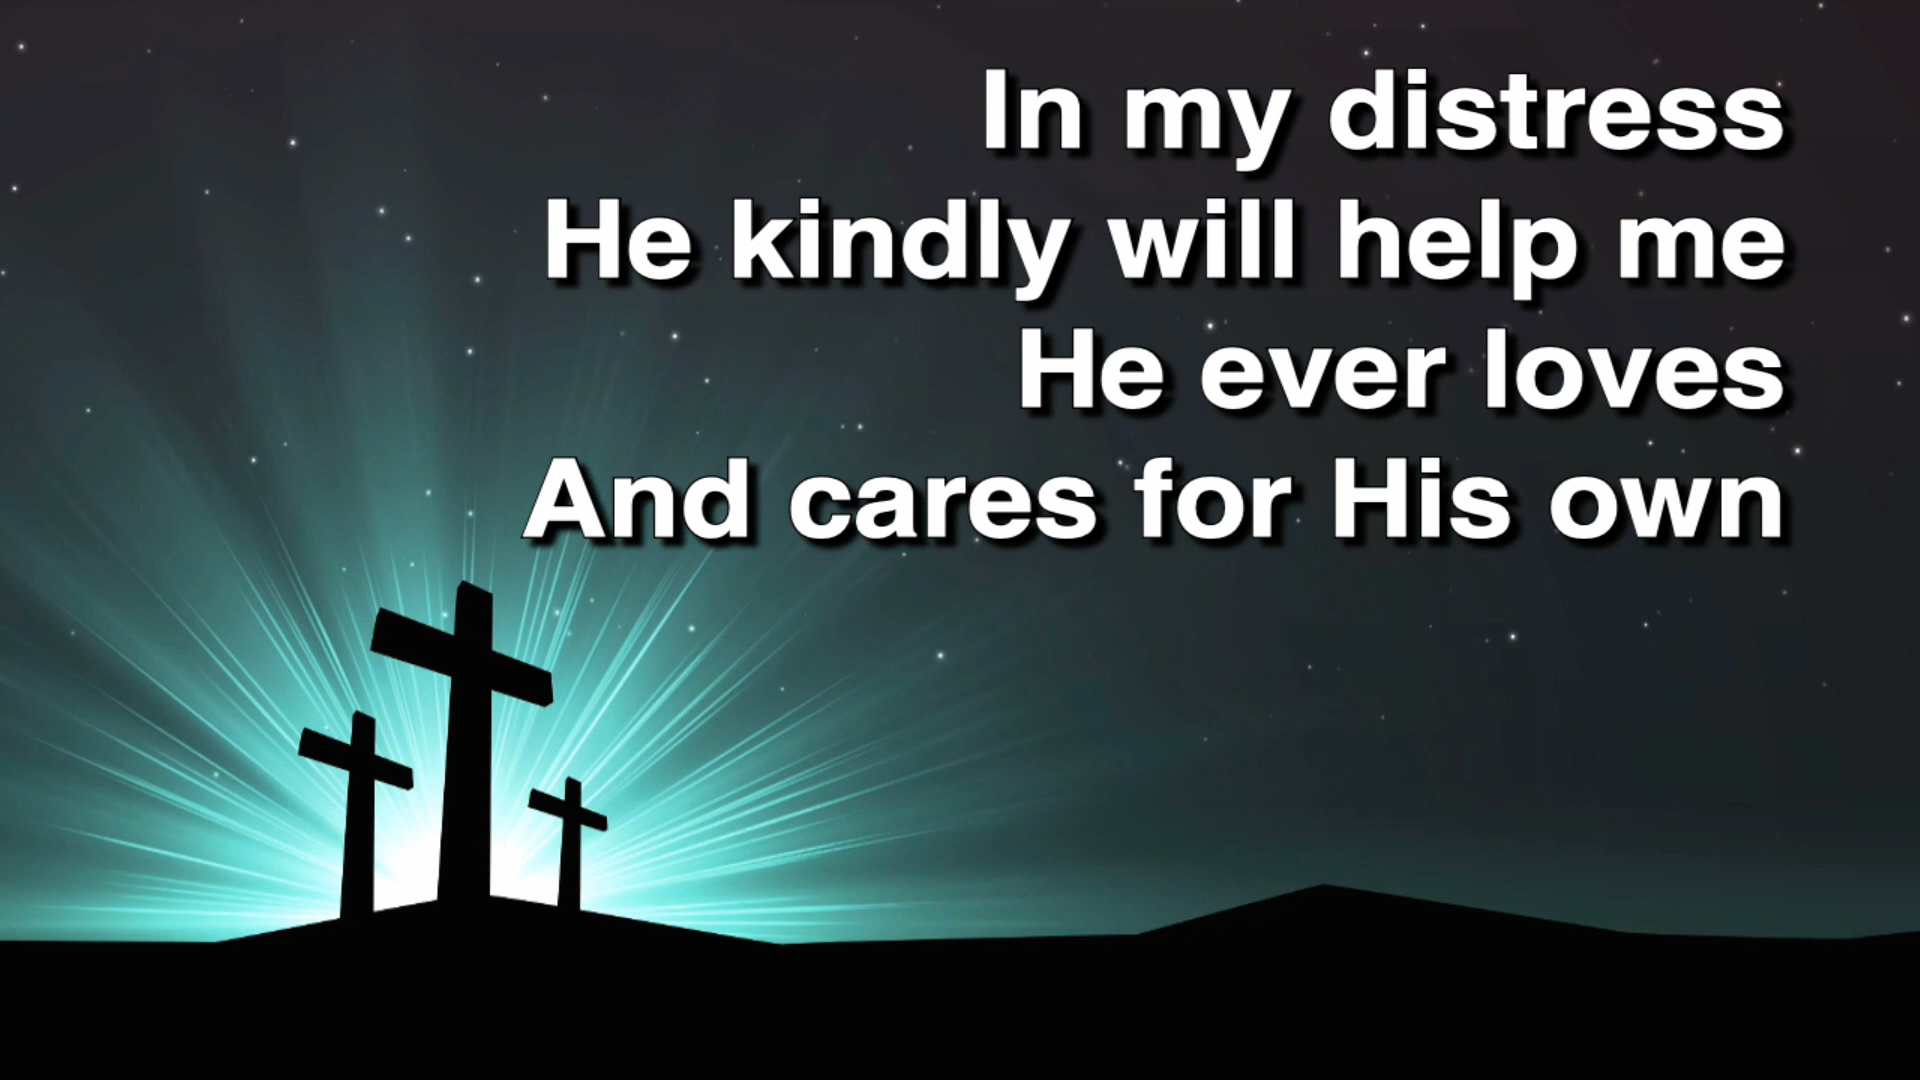 In my distress
He kindly will help me
He ever loves
And cares for His own